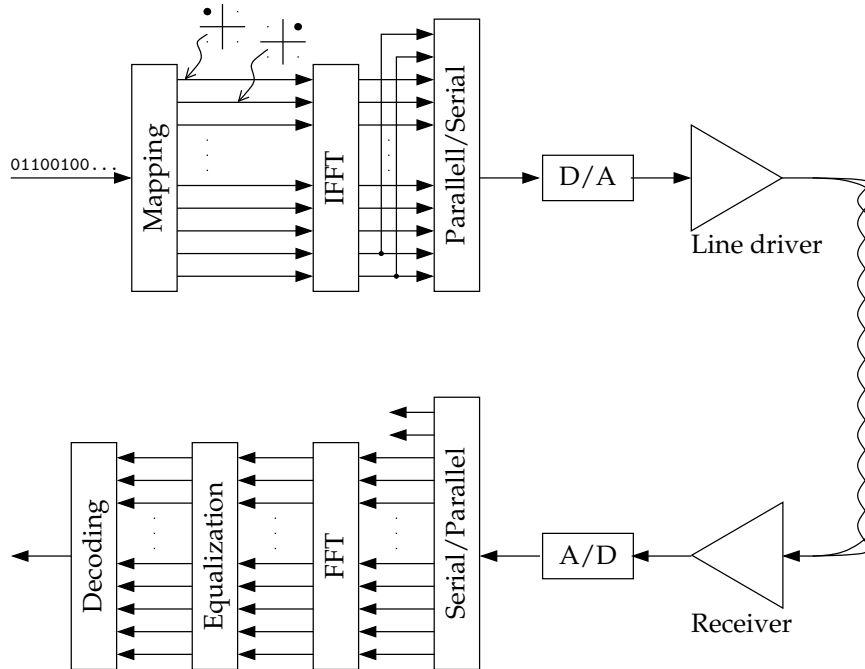 01100100...
Mapping
IFFT
Parallell/Serial
D/A
Line driver
Decoding
Equalization
FFT
Serial/Parallel
A/D
Receiver